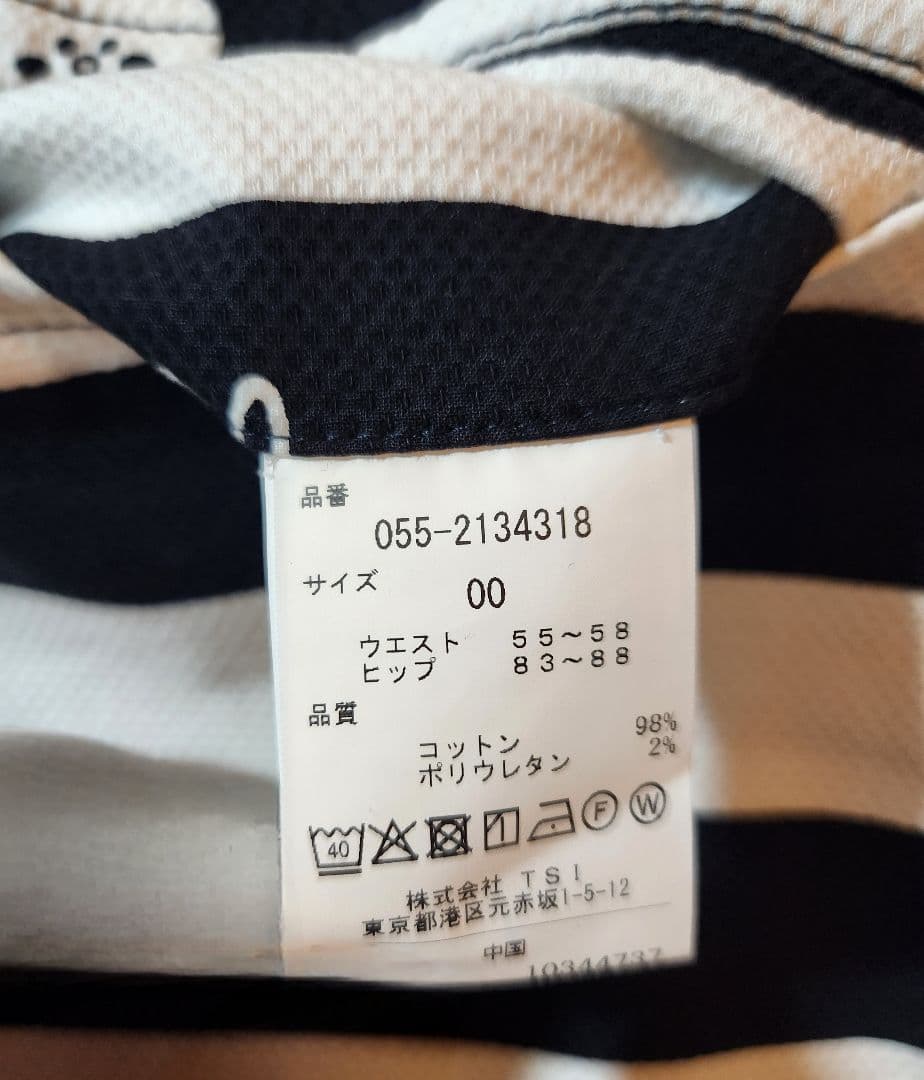 品番
055-2134318
サイズ
00
ウエスト 55～58
ヒップ 83～88
品質
コットン 98%
ポリウレタン 2%
40 F W
株式会社 TSI
東京都港区元赤坂1-5-12
中国
10344737